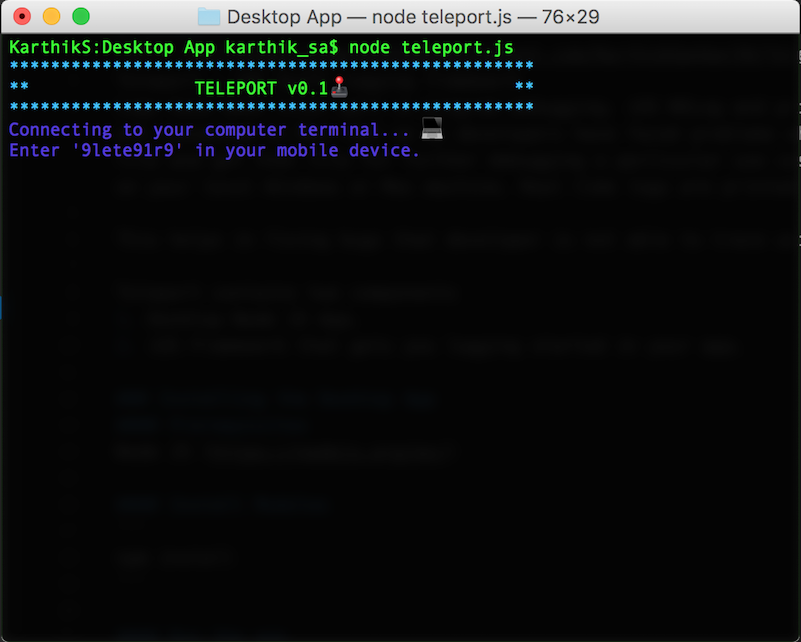 Desktop App — node teleport.js — 76×29
KarthikS:Desktop App karthik_sa$ node teleport.js
**************************************************
** TELEPORT v0.1🕹 **
**************************************************
Connecting to your computer terminal... 💻
Enter '9lete91r9' in your mobile device.